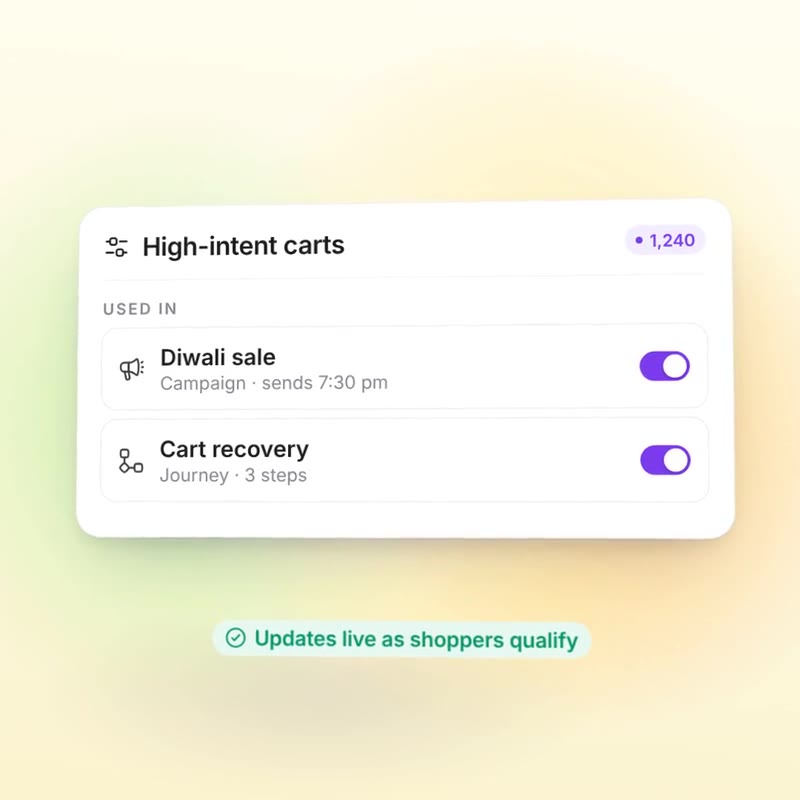 High-intent carts
1,240
USED IN
Diwali sale
Campaign · sends 7:30 pm
Cart recovery
Journey · 3 steps
Updates live as shoppers qualify